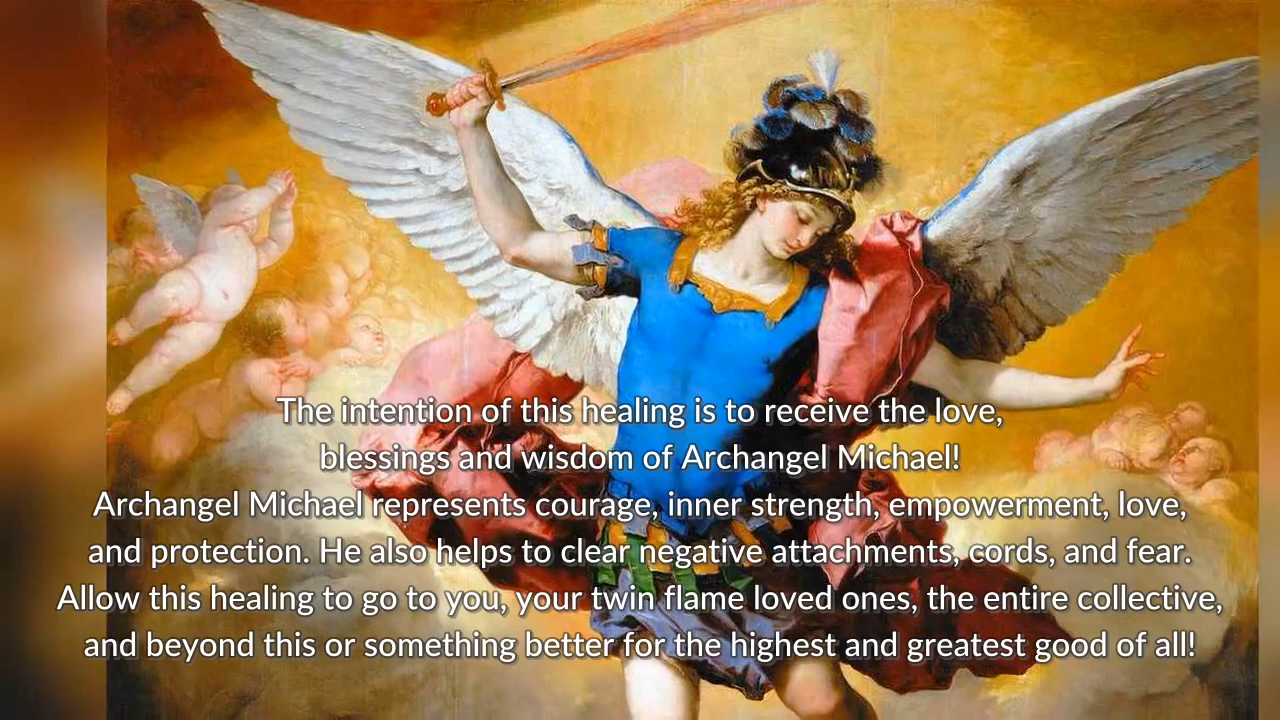 The intention of this healing is to receive the love,
blessings and wisdom of Archangel Michael!
Archangel Michael represents courage, inner strength, empowerment, love,
and protection. He also helps to clear negative attachments, cords, and fear.
Allow this healing to go to you, your twin flame loved ones, the entire collective,
and beyond this or something better for the highest and greatest good of all!